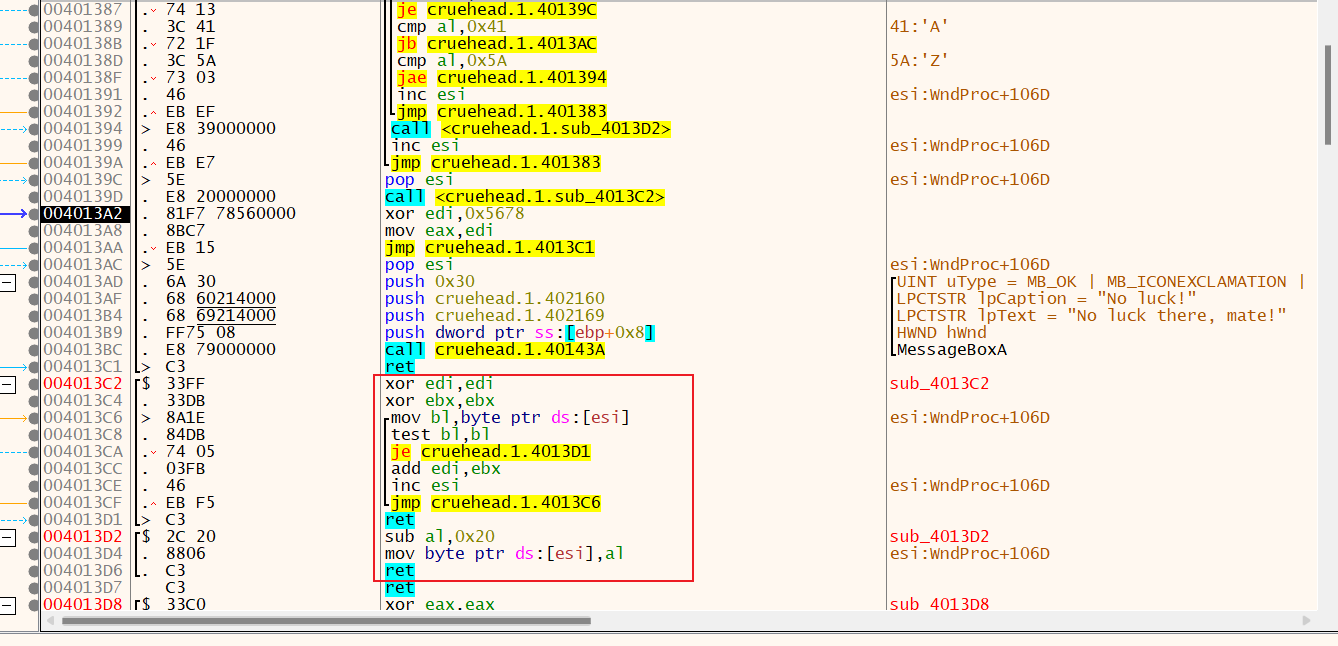 00401387 . 74 13 je cruehead.1.40139C
00401389 . 3C 41 cmp al,0x41 41:'A'
0040138B . 72 1F jb cruehead.1.4013AC
0040138D . 3C 5A cmp al,0x5A 5A:'Z'
0040138F . 73 03 jae cruehead.1.401394
00401391 . 46 inc esi esi:WndProc+106D
00401392 . EB EF jmp cruehead.1.401383
00401394 > E8 39000000 call <cruehead.1.sub_4013D2>
00401399 . 46 inc esi esi:WndProc+106D
0040139A . EB E7 jmp cruehead.1.401383
0040139C > 5E pop esi esi:WndProc+106D
0040139D . E8 20000000 call <cruehead.1.sub_4013C2>
004013A2 . 81F7 78560000 xor edi,0x5678
004013A8 . 8BC7 mov eax,edi
004013AA . EB 15 jmp cruehead.1.4013C1
004013AC > 5E pop esi esi:WndProc+106D
004013AD . 6A 30 push 0x30 UINT uType = MB_OK | MB_ICONEXCLAMATION |
004013AF . 68 60214000 push cruehead.1.402160 LPCTSTR lpCaption = "No luck!"
004013B4 . 68 69214000 push cruehead.1.402169 LPCTSTR lpText = "No luck there, mate!"
004013B9 . FF75 08 push dword ptr ss:[ebp+0x8] HWND hWnd
004013BC . E8 79000000 call cruehead.1.40143A MessageBoxA
004013C1 > C3 ret
004013C2 $ 33FF xor edi,edi sub_4013C2
004013C4 . 33DB xor ebx,ebx
004013C6 > 8A1E mov bl,byte ptr ds:[esi] esi:WndProc+106D
004013C8 . 84DB test bl,bl
004013CA . 74 05 je cruehead.1.4013D1
004013CC . 03FB add edi,ebx
004013CE . 46 inc esi esi:WndProc+106D
004013CF . EB F5 jmp cruehead.1.4013C6
004013D1 > C3 ret
004013D2 $ 2C 20 sub al,0x20 sub_4013D2
004013D4 . 8806 mov byte ptr ds:[esi],al esi:WndProc+106D
004013D6 . C3 ret
004013D7 C3 ret
004013D8 $ 33C0 xor eax,eax sub_4013D8